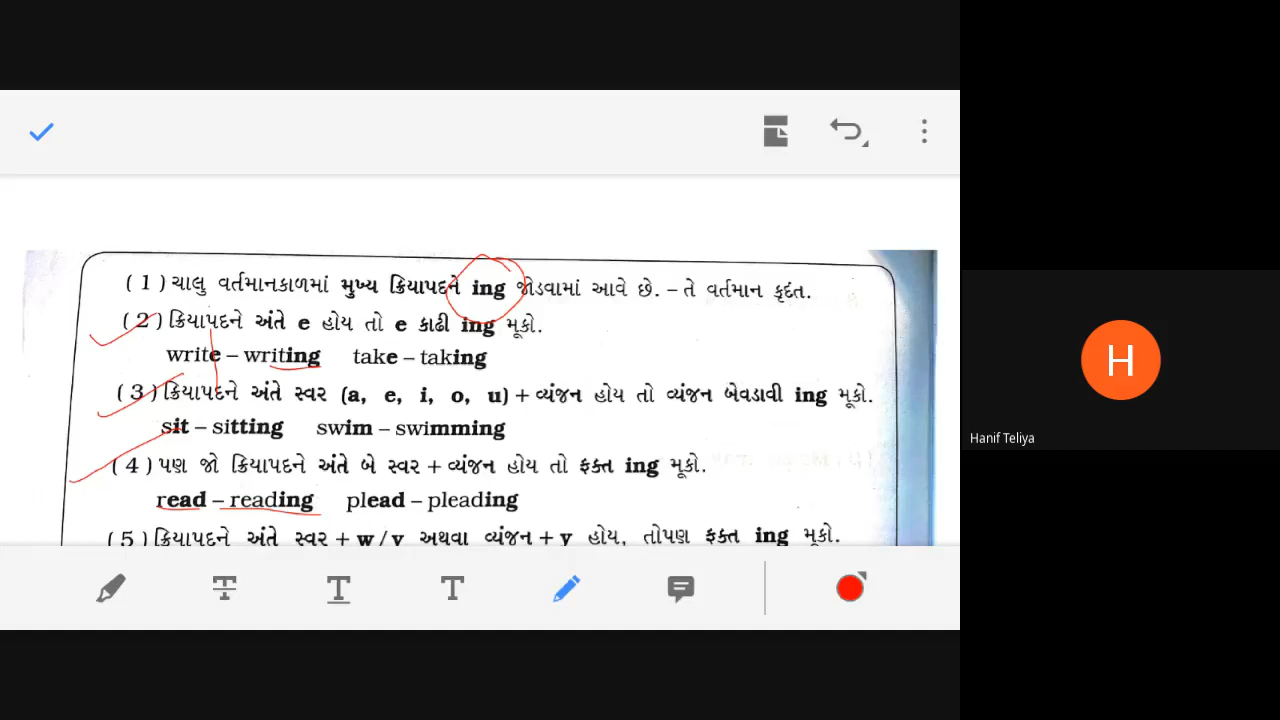 ( 1 ) ચાલુ વર્તમાનકાળમાં મુખ્ય ક્રિયાપદને ing જોડવામાં આવે છે. – તે વર્તમાન કૃદંત.
( 2 ) ક્રિયાપદને અંતે e હોય તો e કાઢી ing મૂકો.
write – writing take – taking
( 3 ) ક્રિયાપદને અંતે સ્વર (a, e, i, o, u) + વ્યંજન હોય તો વ્યંજન બેવડાવી ing મૂકો.
sit – sitting swim – swimming
( 4 ) પણ જો ક્રિયાપદને અંતે બે સ્વર + વ્યંજન હોય તો ફક્ત ing મૂકો.
read – reading plead – pleading
( 5 ) ક્રિયાપદને અંતે સ્વર + w / y અથવા વ્યંજન + y હોય, તોપણ ફક્ત ing મૂકો.
H
Hanif Teliya